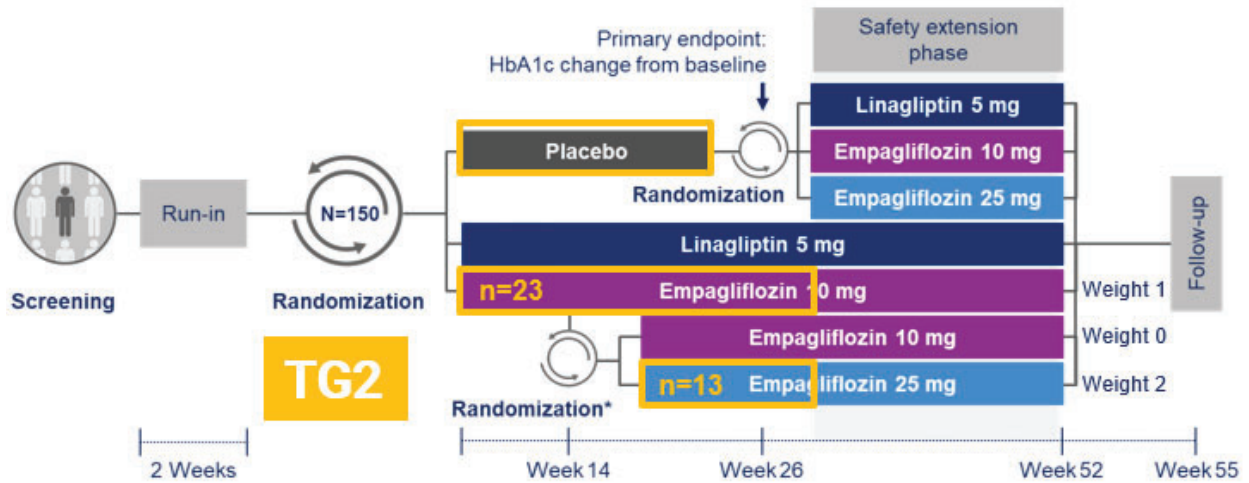 Primary endpoint:
HbA1c change from baseline
Safety extension
phase
Linagliptin 5 mg
Placebo
Empagliflozin 10 mg
Randomization
Empagliflozin 25 mg
Run-in
N=150
Linagliptin 5 mg
Screening
Randomization
n=23
Empagliflozin 10 mg
Weight 1
Follow-up
Empagliflozin 10 mg
Weight 0
TG2
n=13
Empagliflozin 25 mg
Weight 2
Randomization*
2 Weeks
Week 14
Week 26
Week 52
Week 55